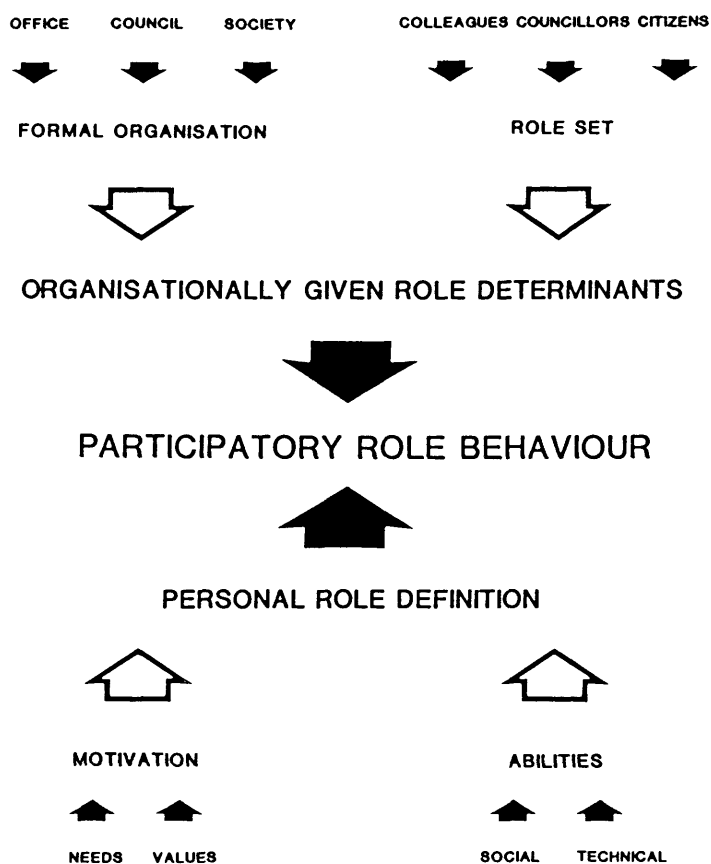 OFFICE COUNCIL SOCIETY COLLEAGUES COUNCILLORS CITIZENS
FORMAL ORGANISATION ROLE SET
ORGANISATIONALLY GIVEN ROLE DETERMINANTS
PARTICIPATORY ROLE BEHAVIOUR
PERSONAL ROLE DEFINITION
MOTIVATION ABILITIES
NEEDS VALUES SOCIAL TECHNICAL